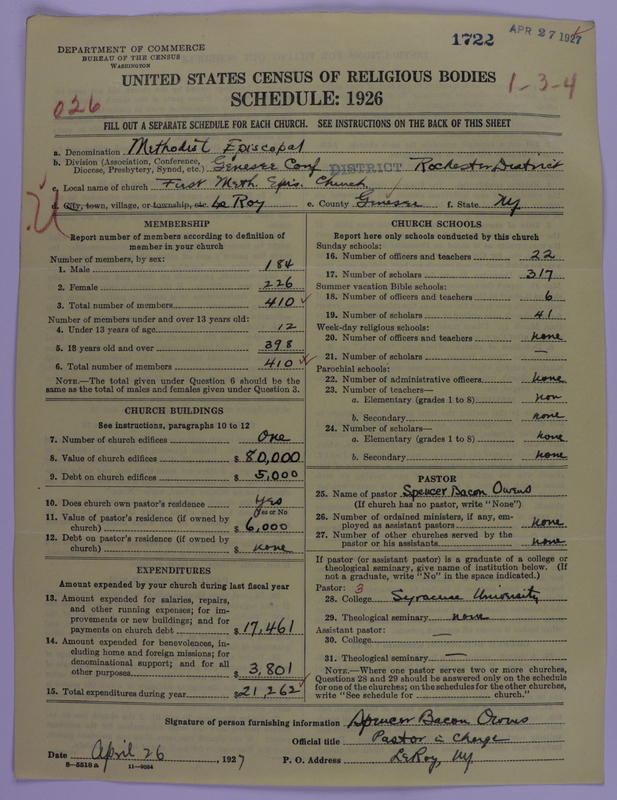 1722
APR 27 1927
DEPARTMENT OF COMMERCE
BUREAU OF THE CENSUS
WASHINGTON
UNITED STATES CENSUS OF RELIGIOUS BODIES
1-3-4
026
SCHEDULE: 1926
FILL OUT A SEPARATE SCHEDULE FOR EACH CHURCH. SEE INSTRUCTIONS ON THE BACK OF THIS SHEET
a. Denomination Methodist Episcopal
b. Division (Association, Conference, Diocese, Presbytery, Synod, etc.) Genesee Conf DISTRICT Rochester District
c. Local name of church First Meth. Epis. Church
d. City, town, village, or township, etc Le Roy e. County Genesee f. State NY
MEMBERSHIP
Report number of members according to definition of
member in your church
Number of members, by sex:
1. Male 184
2. Female 226
3. Total number of members 410
Number of members under and over 13 years old:
4. Under 13 years of age 12
5. 13 years old and over 398
6. Total number of members 410
NOTE.—The total given under Question 6 should be the
same as the total of males and females given under Question 3.
CHURCH BUILDINGS
See instructions, paragraphs 10 to 12
7. Number of church edifices One
8. Value of church edifices $ 80,000
9. Debt on church edifices $ 5,000
10. Does church own pastor's residence Yes
Yes or No
11. Value of pastor's residence (if owned by
church) $ 6,000
12. Debt on pastor's residence (if owned by
church) $ none
EXPENDITURES
Amount expended by your church during last fiscal year
13. Amount expended for salaries, repairs,
and other running expenses; for im-
provements or new buildings; and for
payments on church debt $ 17,461
14. Amount expended for benevolences, in-
cluding home and foreign missions; for
denominational support; and for all
other purposes $ 3,801
15. Total expenditures during year $ 21,262
CHURCH SCHOOLS
Report here only schools conducted by this church
Sunday schools:
16. Number of officers and teachers 22
17. Number of scholars 317
Summer vacation Bible schools:
18. Number of officers and teachers 6
19. Number of scholars 41
Week-day religious schools:
20. Number of officers and teachers none
21. Number of scholars —
Parochial schools:
22. Number of administrative officers none
23. Number of teachers—
a. Elementary (grades 1 to 8) non
b. Secondary none
24. Number of scholars—
a. Elementary (grades 1 to 8) none
b. Secondary none
PASTOR
25. Name of pastor Spencer Bacon Owens
(If church has no pastor, write "None")
26. Number of ordained ministers, if any, em-
ployed as assistant pastors none
27. Number of other churches served by the
pastor or his assistants none
If pastor (or assistant pastor) is a graduate of a college or
theological seminary, give name of institution below. (If
not a graduate, write "No" in the space indicated.)
Pastor: 3
28. College Syracuse University
29. Theological seminary none
Assistant pastor:
30. College —
31. Theological seminary —
NOTE.—Where one pastor serves two or more churches,
Questions 28 and 29 should be answered only on the schedule
for one of the churches; on the schedules for the other churches,
write "See schedule for church."
Signature of person furnishing information Spencer Bacon Owens
Official title Pastor in Charge
Date April 26, 1927 P. O. Address LeRoy, NY
8-5518a 11-9084